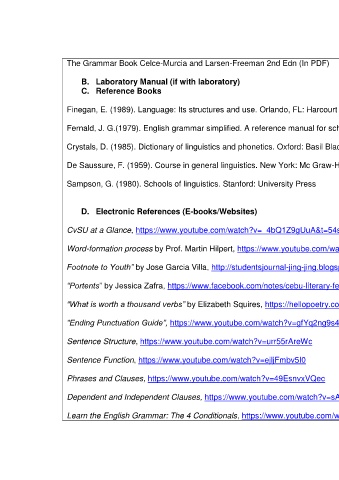 The Grammar Book Celce-Murcia and Larsen-Freeman 2nd Edn (In PDF)
B. Laboratory Manual (if with laboratory)
C. Reference Books
Finegan, E. (1989). Language: Its structures and use. Orlando, FL: Harcourt
Fernald, J. G.(1979). English grammar simplified. A reference manual for sch
Crystals, D. (1985). Dictionary of linguistics and phonetics. Oxford: Basil Blac
De Saussure, F. (1959). Course in general linguistics. New York: Mc Graw-H
Sampson, G. (1980). Schools of linguistics. Stanford: University Press
D. Electronic References (E-books/Websites)
CvSU at a Glance, https://www.youtube.com/watch?v=_4bQ1Z9gUuA&t=54s
Word-formation process by Prof. Martin Hilpert, https://www.youtube.com/wa
Footnote to Youth" by Jose Garcia Villa, http://studentsjournal-jing-jing.blogsp
"Portents" by Jessica Zafra, https://www.facebook.com/notes/cebu-literary-fe
"What is worth a thousand verbs" by Elizabeth Squires, https://hellopoetry.co
"Ending Punctuation Guide", https://www.youtube.com/watch?v=gfYq2ng9s4
Sentence Structure, https://www.youtube.com/watch?v=urr55rAreWc
Sentence Function, https://www.youtube.com/watch?v=ejljFmbv5I0
Phrases and Clauses, https://www.youtube.com/watch?v=49EsnvxVQec
Dependent and Independent Clauses, https://www.youtube.com/watch?v=sA
Learn the English Grammar: The 4 Conditionals, https://www.youtube.com/w